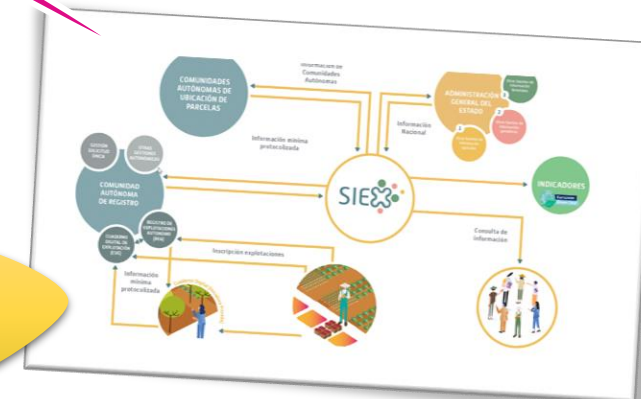 Información de
Comunidades
Autónomas
COMUNIDADES
AUTÓNOMAS DE
UBICACIÓN DE
PARCELAS
ADMINISTRACIÓN
GENERAL DEL
ESTADO
Información
Nacional
Información mínima
protocolizada
GESTIÓN
SOLICITUD
ÚNICA
OTRAS
GESTIONES
AUTONÓMICAS
COMUNIDAD
AUTÓNOMA
DE REGISTRO
SIEX
INDICADORES
REGISTRO DE
EXPLOTACIONES
AUTONÓMICO
(REA)
CUADERNO
DIGITAL DE
EXPLOTACIÓN
(CUE)
Inscripción explotaciones
Consulta de
información
Información
mínima
protocolizada